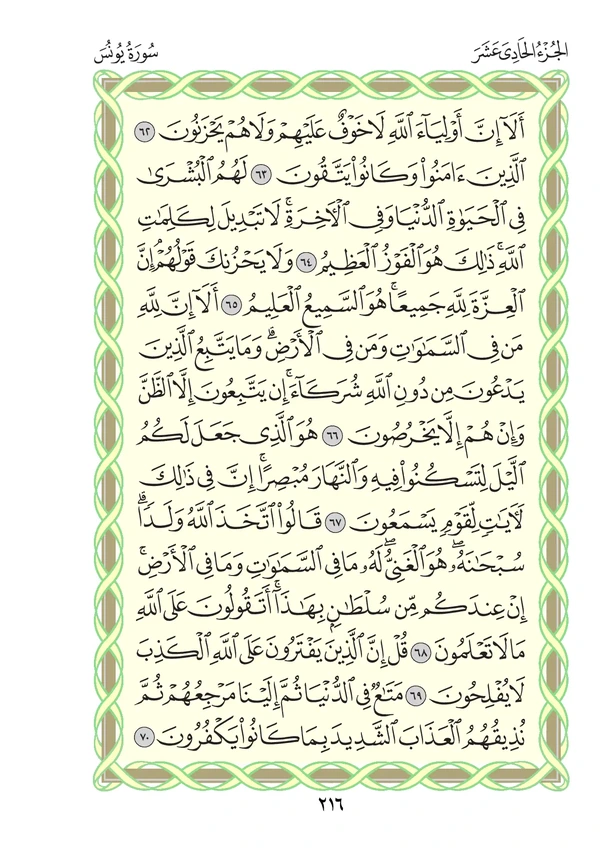 الجُزْءُ الحَادِى عَشَرَ
سُورَةُ يُونُسَ
أَلَآ إِنَّ أَوْلِيَآءَ ٱللَّهِ لَا خَوْفٌ عَلَيْهِمْ وَلَا هُمْ يَحْزَنُونَ ٦٢
ٱلَّذِينَ ءَامَنُوا۟ وَكَانُوا۟ يَتَّقُونَ ٦٣ لَهُمُ ٱلْبُشْرَىٰ
فِى ٱلْحَيَوٰةِ ٱلدُّنْيَا وَفِى ٱلْـَٔاخِرَةِ ۚ لَا تَبْدِيلَ لِكَلِمَـٰتِ
ٱللَّهِ ۚ ذَٰلِكَ هُوَ ٱلْفَوْزُ ٱلْعَظِيمُ ٦٤ وَلَا يَحْزُنكَ قَوْلُهُمْ ۘ إِنَّ
ٱلْعِزَّةَ لِلَّهِ جَمِيعًا ۚ هُوَ ٱلسَّمِيعُ ٱلْعَلِيمُ ٦٥ أَلَآ إِنَّ لِلَّهِ
مَن فِى ٱلسَّمَـٰوَٰتِ وَمَن فِى ٱلْأَرْضِ ۗ وَمَا يَتَّبِعُ ٱلَّذِينَ
يَدْعُونَ مِن دُونِ ٱللَّهِ شُرَكَآءَ ۚ إِن يَتَّبِعُونَ إِلَّا ٱلظَّنَّ
وَإِنْ هُمْ إِلَّا يَخْرُصُونَ ٦٦ هُوَ ٱلَّذِى جَعَلَ لَكُمُ
ٱلَّيْلَ لِتَسْكُنُوا۟ فِيهِ وَٱلنَّهَارَ مُبْصِرًا ۚ إِنَّ فِى ذَٰلِكَ
لَـَٔايَـٰتٍ لِّقَوْمٍ يَسْمَعُونَ ٦٧ قَالُوا۟ ٱتَّخَذَ ٱللَّهُ وَلَدًا ۗ
سُبْحَـٰنَهُۥ ۖ هُوَ ٱلْغَنِىُّ ۖ لَهُۥ مَا فِى ٱلسَّمَـٰوَٰتِ وَمَا فِى ٱلْأَرْضِ ۚ
إِنْ عِندَكُم مِّن سُلْطَـٰنٍۭ بِهَـٰذَآ ۚ أَتَقُولُونَ عَلَى ٱللَّهِ
مَا لَا تَعْلَمُونَ ٦٨ قُلْ إِنَّ ٱلَّذِينَ يَفْتَرُونَ عَلَى ٱللَّهِ ٱلْكَذِبَ
لَا يُفْلِحُونَ ٦٩ مَتَـٰعٌ فِى ٱلدُّنْيَا ثُمَّ إِلَيْنَا مَرْجِعُهُمْ ثُمَّ
نُذِيقُهُمُ ٱلْعَذَابَ ٱلشَّدِيدَ بِمَا كَانُوا۟ يَكْفُرُونَ ٧٠
٢١٦